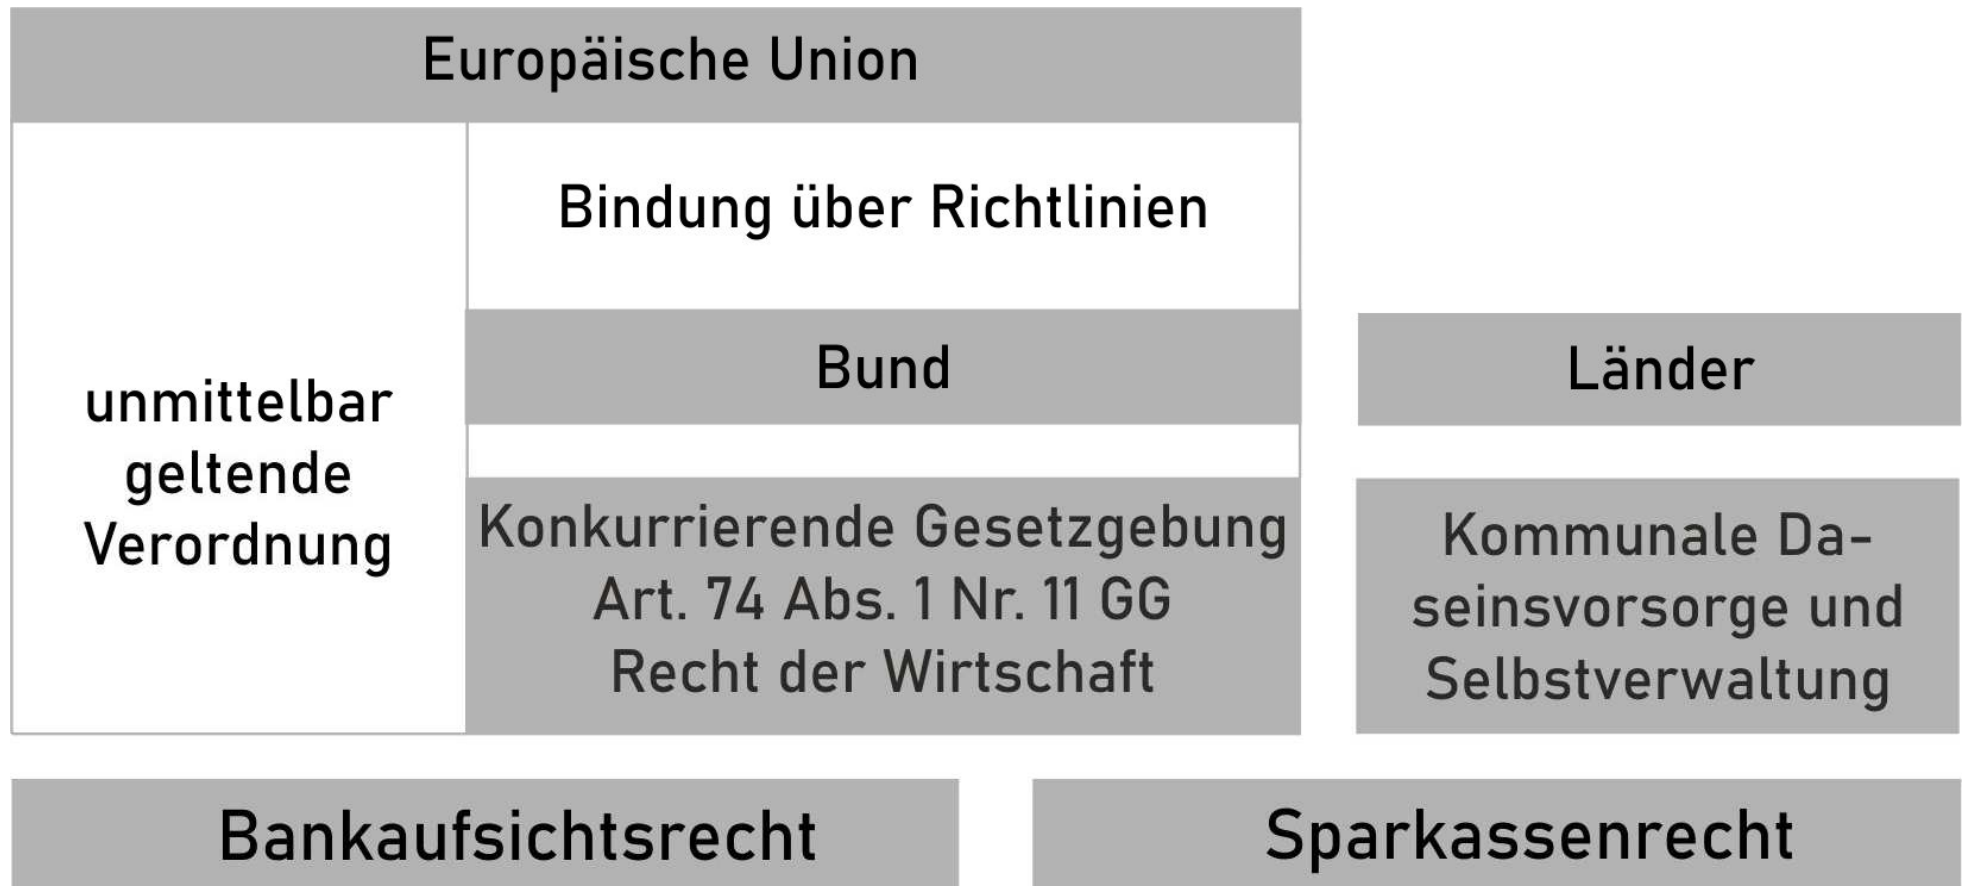 Europäische Union
Bindung über Richtlinien
unmittelbar
geltende
Verordnung
Bund
Konkurrierende Gesetzgebung
Art. 74 Abs. 1 Nr. 11 GG
Recht der Wirtschaft
Länder
Kommunale Da-
seinsvorsorge und
Selbstverwaltung
Bankaufsichtsrecht
Sparkassenrecht